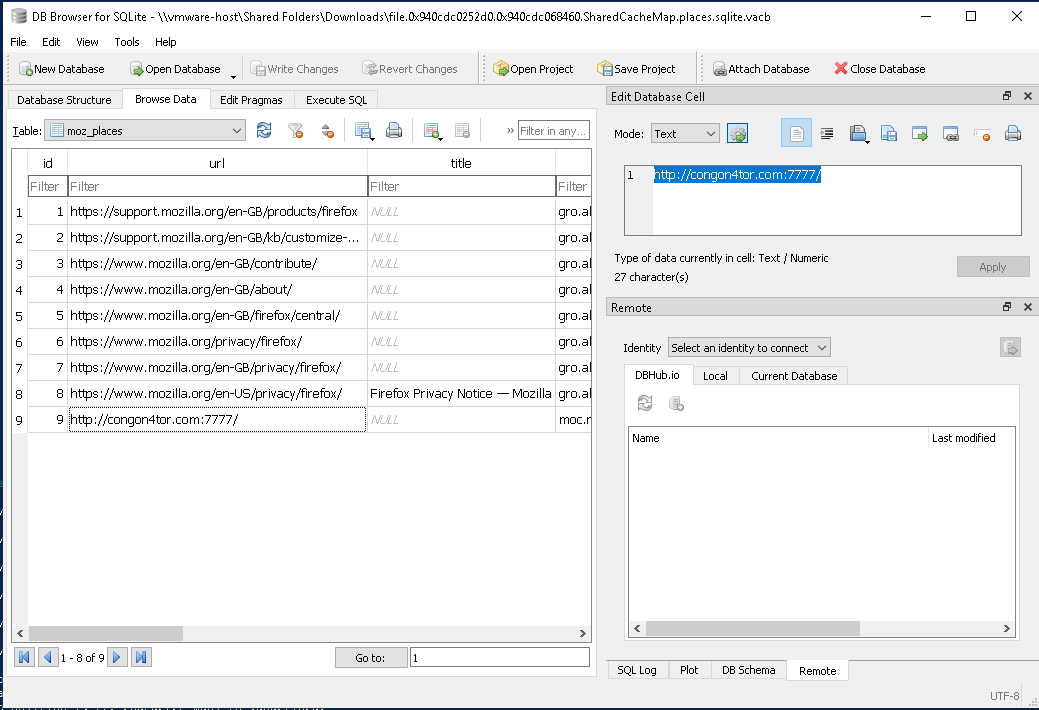 DB Browser for SQLite - \\vmware-host\Shared Folders\Downloads\file.0x940cdc0252d0.0x940cdc068460.SharedCacheMap.places.sqlite.vacb
File Edit View Tools Help
New Database Open Database Write Changes Revert Changes Open Project Save Project Attach Database Close Database
Database Structure Browse Data Edit Pragmas Execute SQL
Table: moz_places Filter in any...
id url title
Filter Filter Filter Filter
1 1 https://support.mozilla.org/en-GB/products/firefox NULL gro.al
2 2 https://support.mozilla.org/en-GB/kb/customize-... NULL gro.al
3 3 https://www.mozilla.org/en-GB/contribute/ NULL gro.al
4 4 https://www.mozilla.org/en-GB/about/ NULL gro.al
5 5 https://www.mozilla.org/en-GB/firefox/central/ NULL gro.al
6 6 https://www.mozilla.org/privacy/firefox/ NULL gro.al
7 7 https://www.mozilla.org/en-GB/privacy/firefox/ NULL gro.al
8 8 https://www.mozilla.org/en-US/privacy/firefox/ Firefox Privacy Notice — Mozilla gro.al
9 9 http://congon4tor.com:7777/ NULL moc.r
1 - 8 of 9 Go to: 1
Edit Database Cell
Mode: Text
1 http://congon4tor.com:7777/
Type of data currently in cell: Text / Numeric
27 character(s)
Apply
Remote
Identity Select an identity to connect
DBHub.io Local Current Database
Name Last modified
SQL Log Plot DB Schema Remote
UTF-8